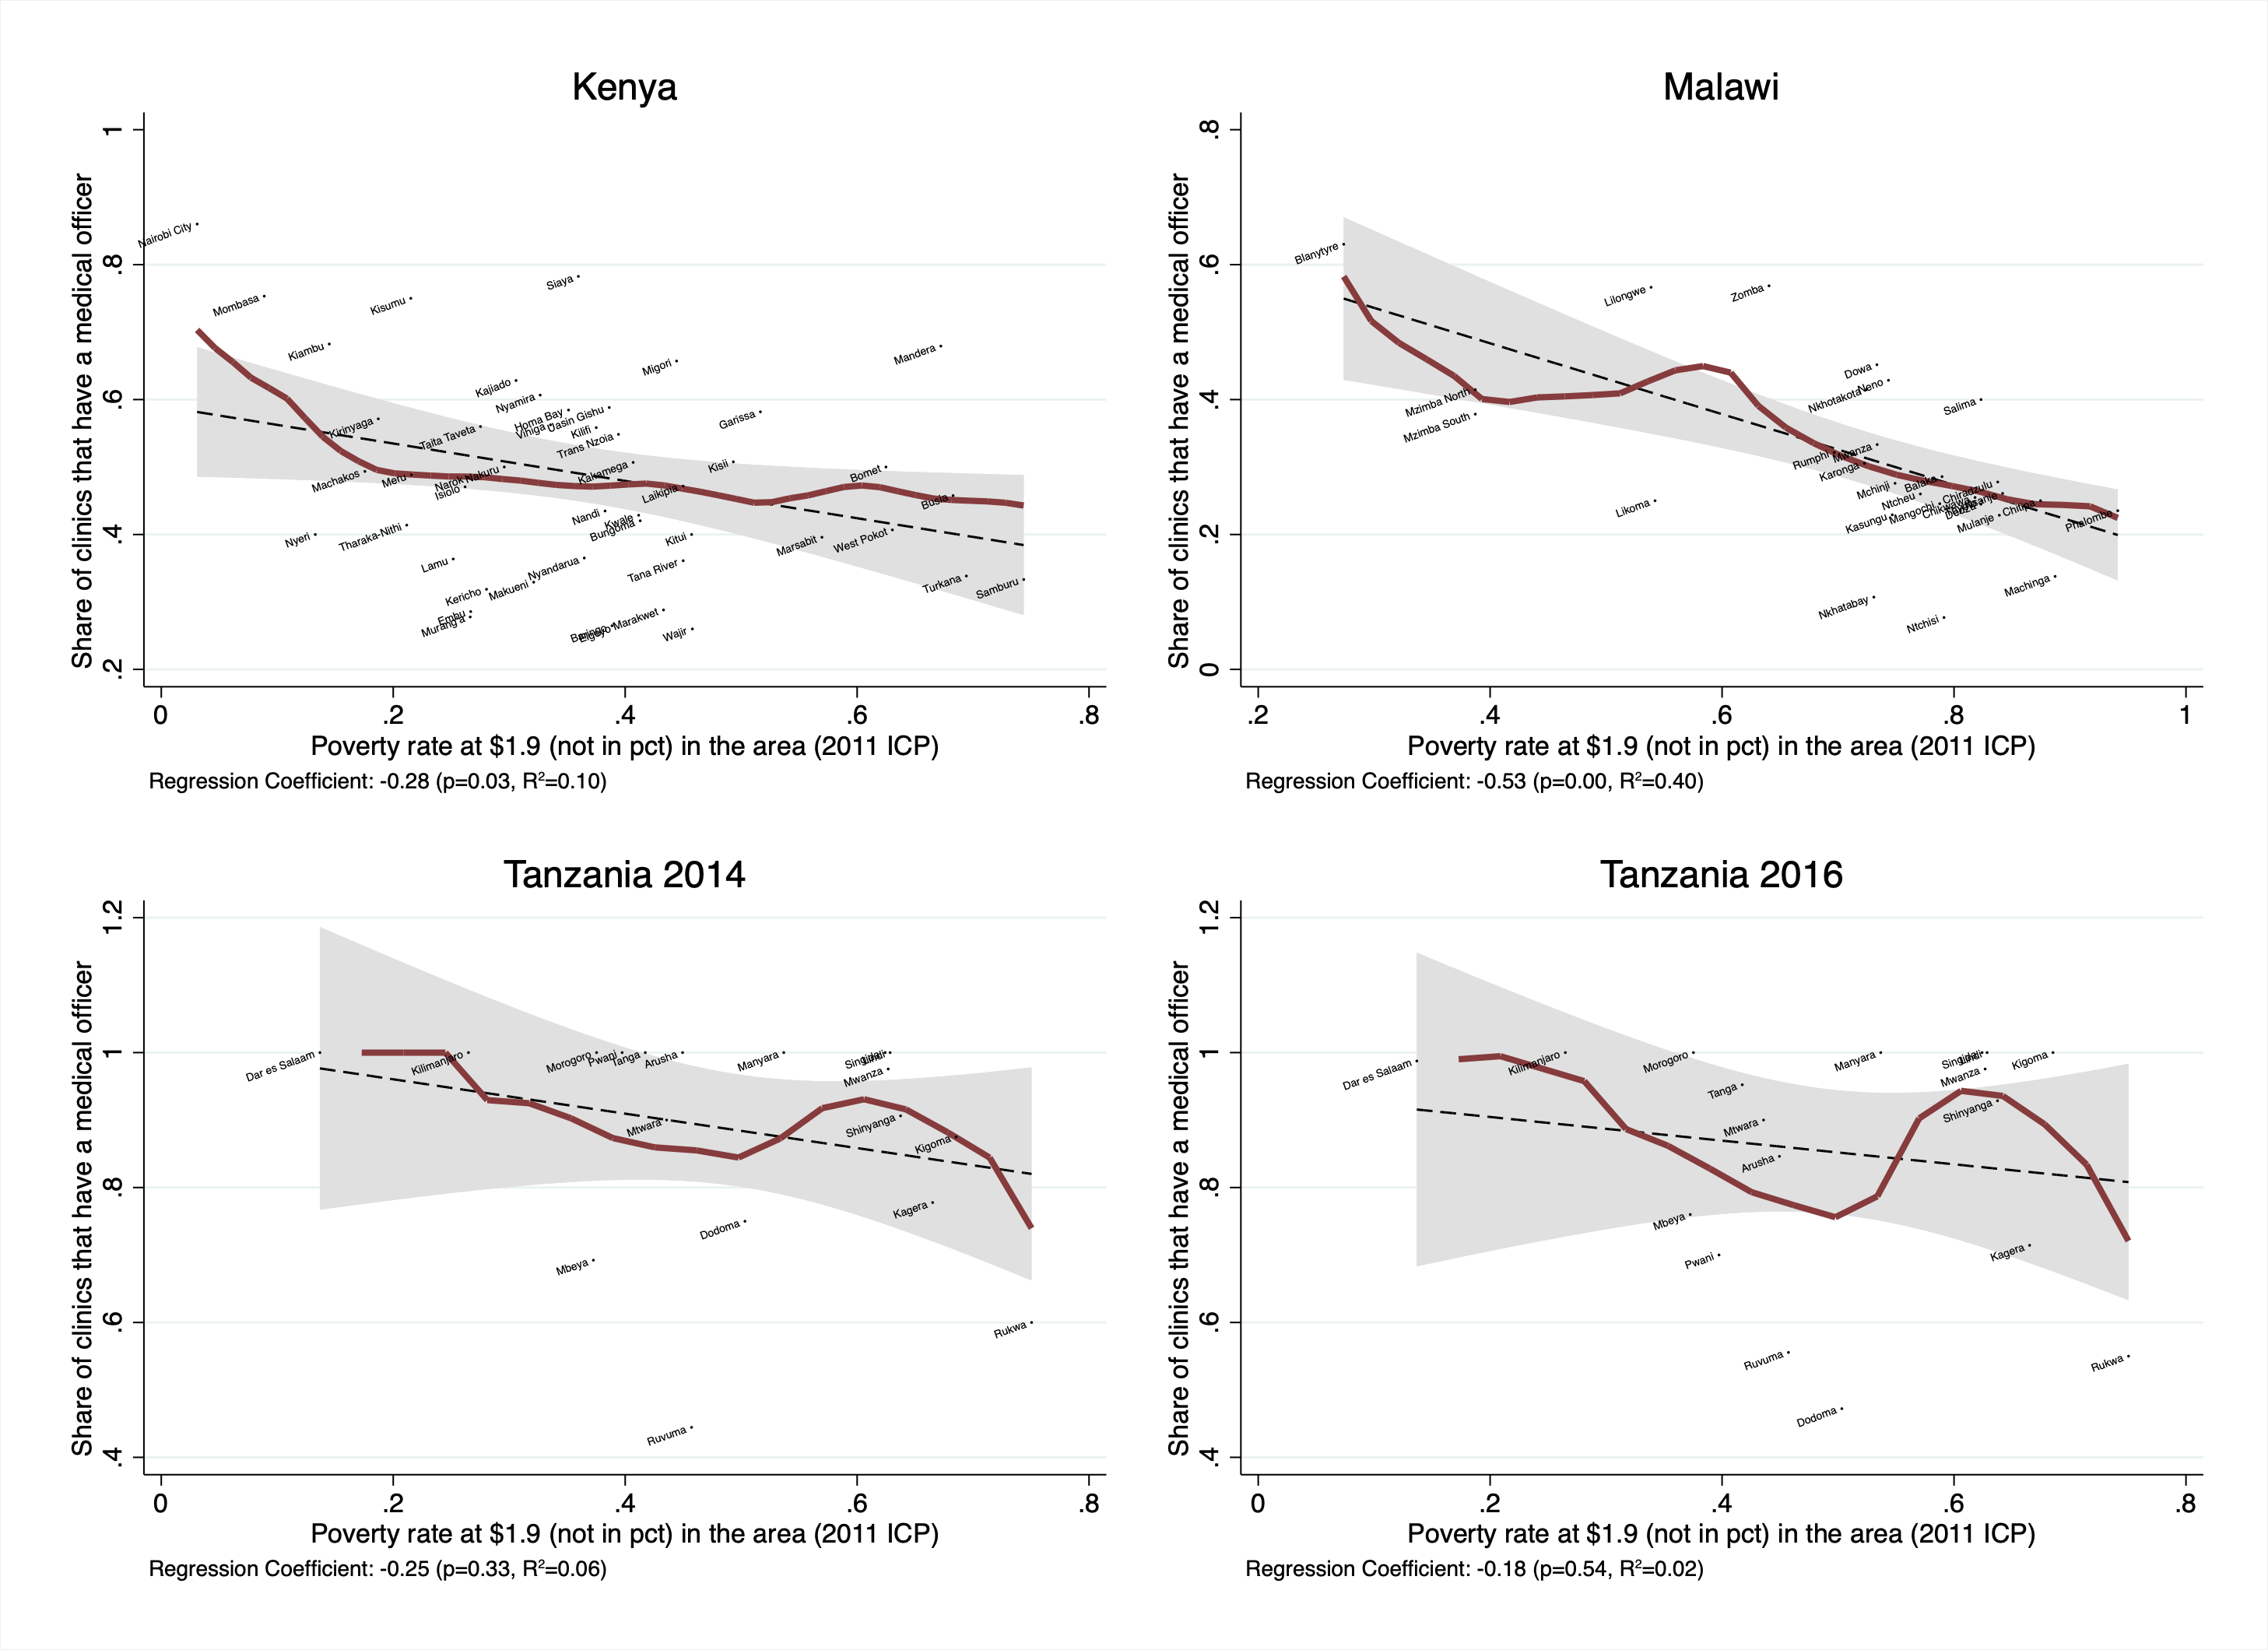 Kenya
Share of clinics that have a medical officer
1
.8
.6
.4
.2
Nairobi City
Mombasa
Kisumu
Siaya
Kiambu
Migori
Mandera
Kajiado
Nyamira
Homa Bay
Uasin Gishu
Vihiga
Kilifi
Garissa
Kirinyaga
Taita Taveta
Trans Nzoia
Machakos
Meru
Narok
Nakuru
Isiolo
Kakamega
Kisii
Laikipia
Bomet
Busia
Nyeri
Tharaka-Nithi
Nandi
Kwale
Bungoma
Kitui
Marsabit
West Pokot
Lamu
Nyandarua
Tana River
Kericho
Makueni
Turkana
Samburu
Embu
Murang'a
Baringo
Elgeyo Marakwet
Wajir
0 .2 .4 .6 .8
Poverty rate at $1.9 (not in pct) in the area (2011 ICP)
Regression Coefficient: -0.28 (p=0.03, R²=0.10)
Malawi
Share of clinics that have a medical officer
.8
.6
.4
.2
0
Blanytyre
Lilongwe
Zomba
Mzimba North
Mzimba South
Dowa
Neno
Nkhotakota
Salima
Rumphi
Mwanza
Karonga
Mchinji
Balaka
Ntcheu
Chiradzulu
Likoma
Kasungu
Mangochi
Chikwawa
Dedza
Mulanje
Chitipa
Phalombe
Machinga
Nkhatabay
Ntchisi
.2 .4 .6 .8 1
Poverty rate at $1.9 (not in pct) in the area (2011 ICP)
Regression Coefficient: -0.53 (p=0.00, R²=0.40)
Tanzania 2014
Share of clinics that have a medical officer
1.2
1
.8
.6
.4
Dar es Salaam
Kilimanjaro
Morogoro
Pwani
Tanga
Arusha
Manyara
Singida
Lindi
Mwanza
Mtwara
Shinyanga
Kigoma
Kagera
Dodoma
Mbeya
Rukwa
Ruvuma
0 .2 .4 .6 .8
Poverty rate at $1.9 (not in pct) in the area (2011 ICP)
Regression Coefficient: -0.25 (p=0.33, R²=0.06)
Tanzania 2016
Share of clinics that have a medical officer
1.2
1
.8
.6
.4
Dar es Salaam
Kilimanjaro
Morogoro
Manyara
Singida
Lindi
Kigoma
Mwanza
Tanga
Shinyanga
Mtwara
Arusha
Mbeya
Pwani
Kagera
Ruvuma
Rukwa
Dodoma
0 .2 .4 .6 .8
Poverty rate at $1.9 (not in pct) in the area (2011 ICP)
Regression Coefficient: -0.18 (p=0.54, R²=0.02)